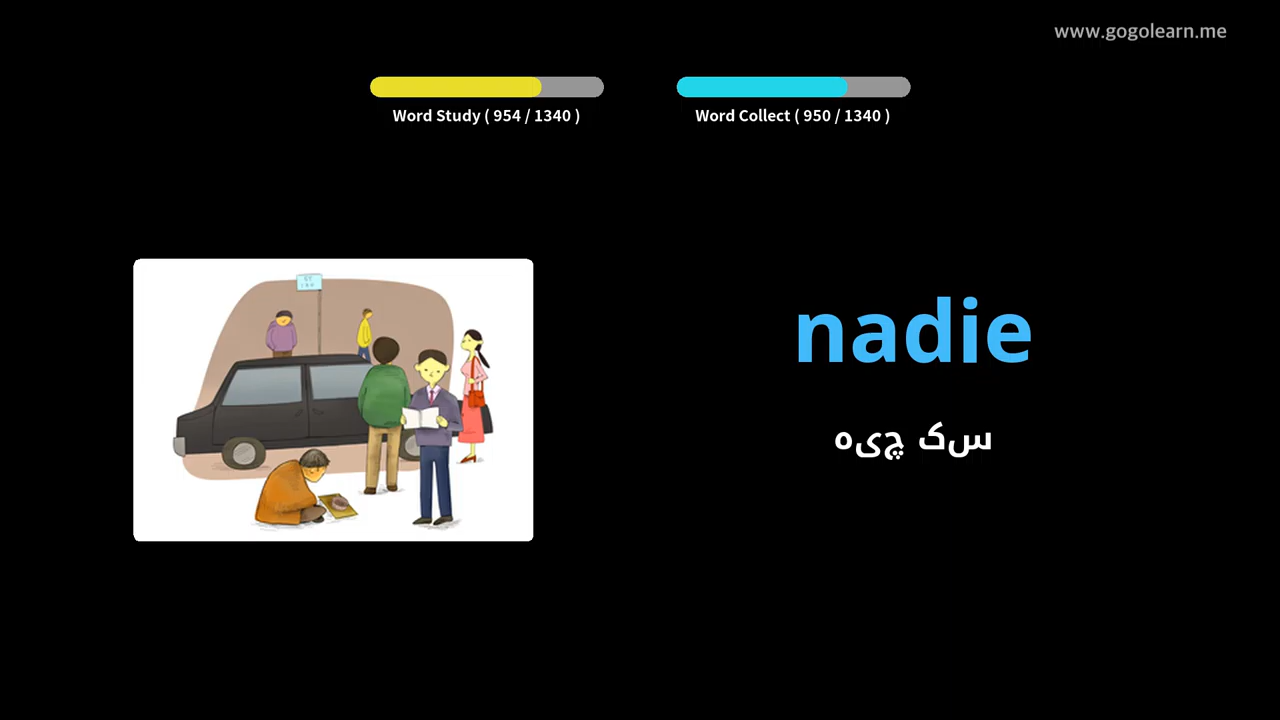 www.gogolearn.me
Word Study ( 954 / 1340 )
Word Collect ( 950 / 1340 )
nadie
سک چیه